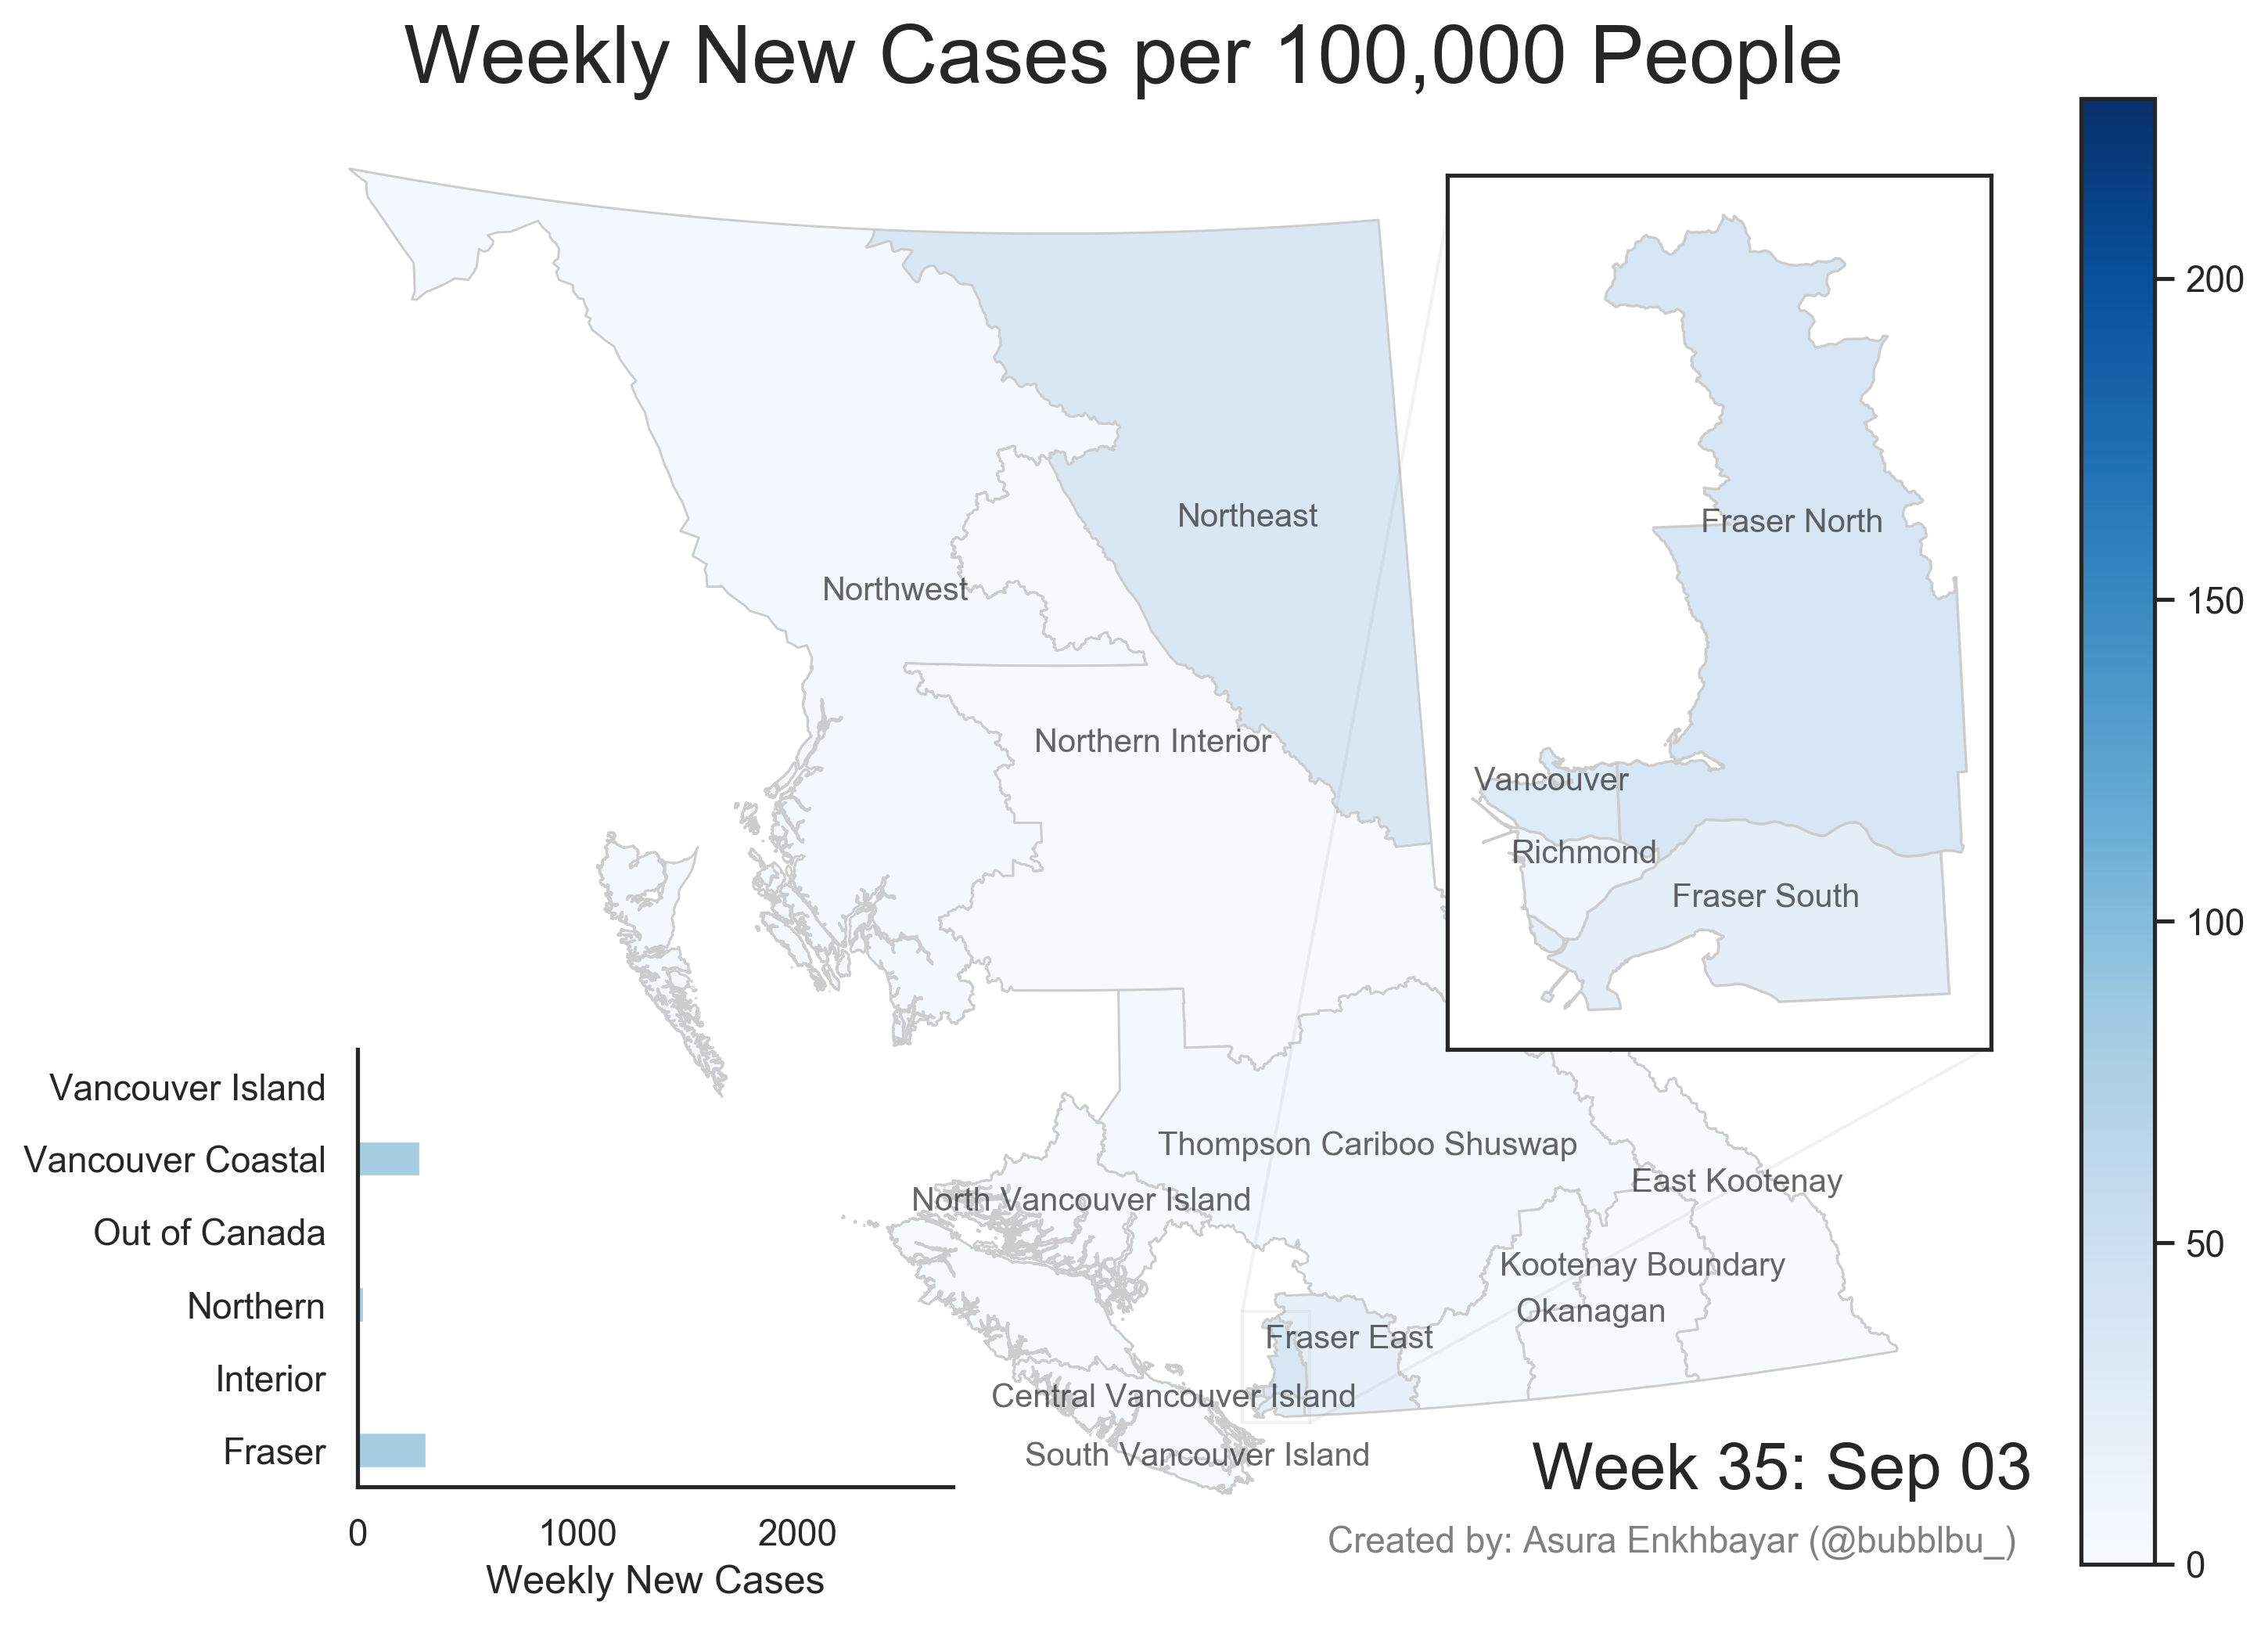 Weekly New Cases per 100,000 People
200
150
100
50
0
Northeast
Northwest
Northern Interior
Fraser North
Vancouver
Richmond
Fraser South
Thompson Cariboo Shuswap
East Kootenay
North Vancouver Island
Kootenay Boundary
Okanagan
Fraser East
Central Vancouver Island
South Vancouver Island
Vancouver Island
Vancouver Coastal
Out of Canada
Northern
Interior
Fraser
0 1000 2000
Weekly New Cases
Week 35: Sep 03
Created by: Asura Enkhbayar (@bubblbu_)